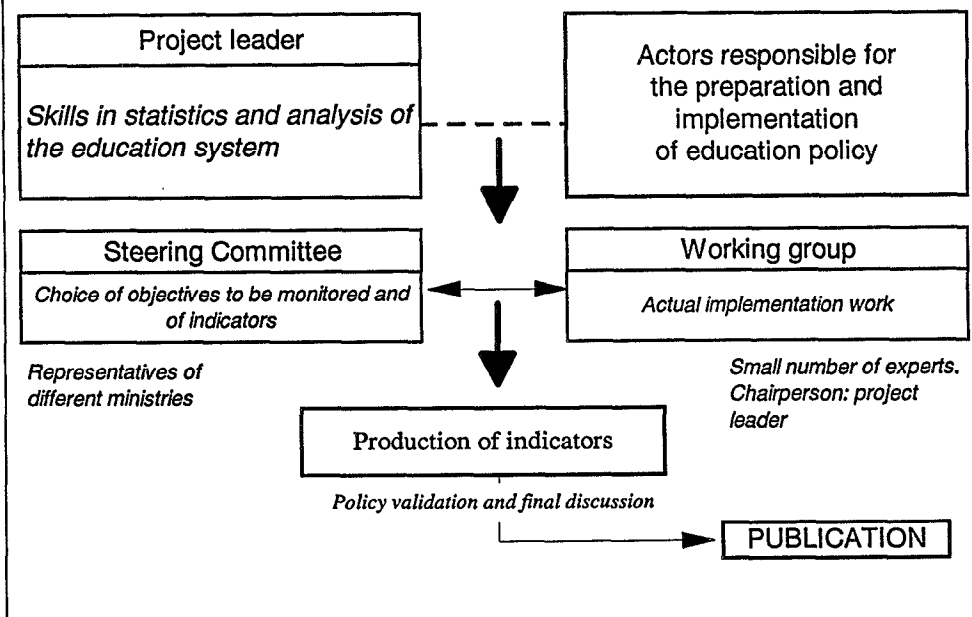 Project leader
Skills in statistics and analysis of
the education system
Actors responsible for
the preparation and
implementation
of education policy
Steering Committee
Choice of objectives to be monitored and
of indicators
Working group
Actual implementation work
Representatives of
different ministries
Small number of experts.
Chairperson: project
leader
Production of indicators
Policy validation and final discussion
PUBLICATION